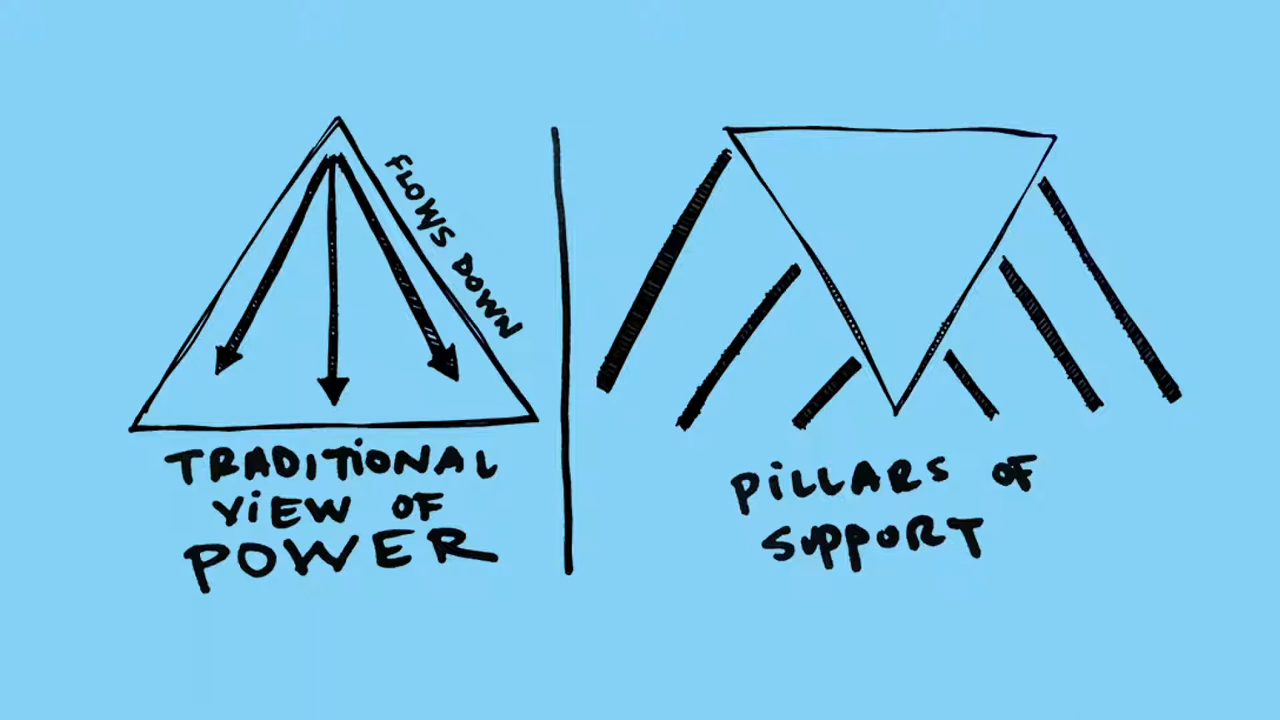 FLOWS DOWN
TRADITIONAL
VIEW OF
POWER
PILLARS OF
SUPPORT